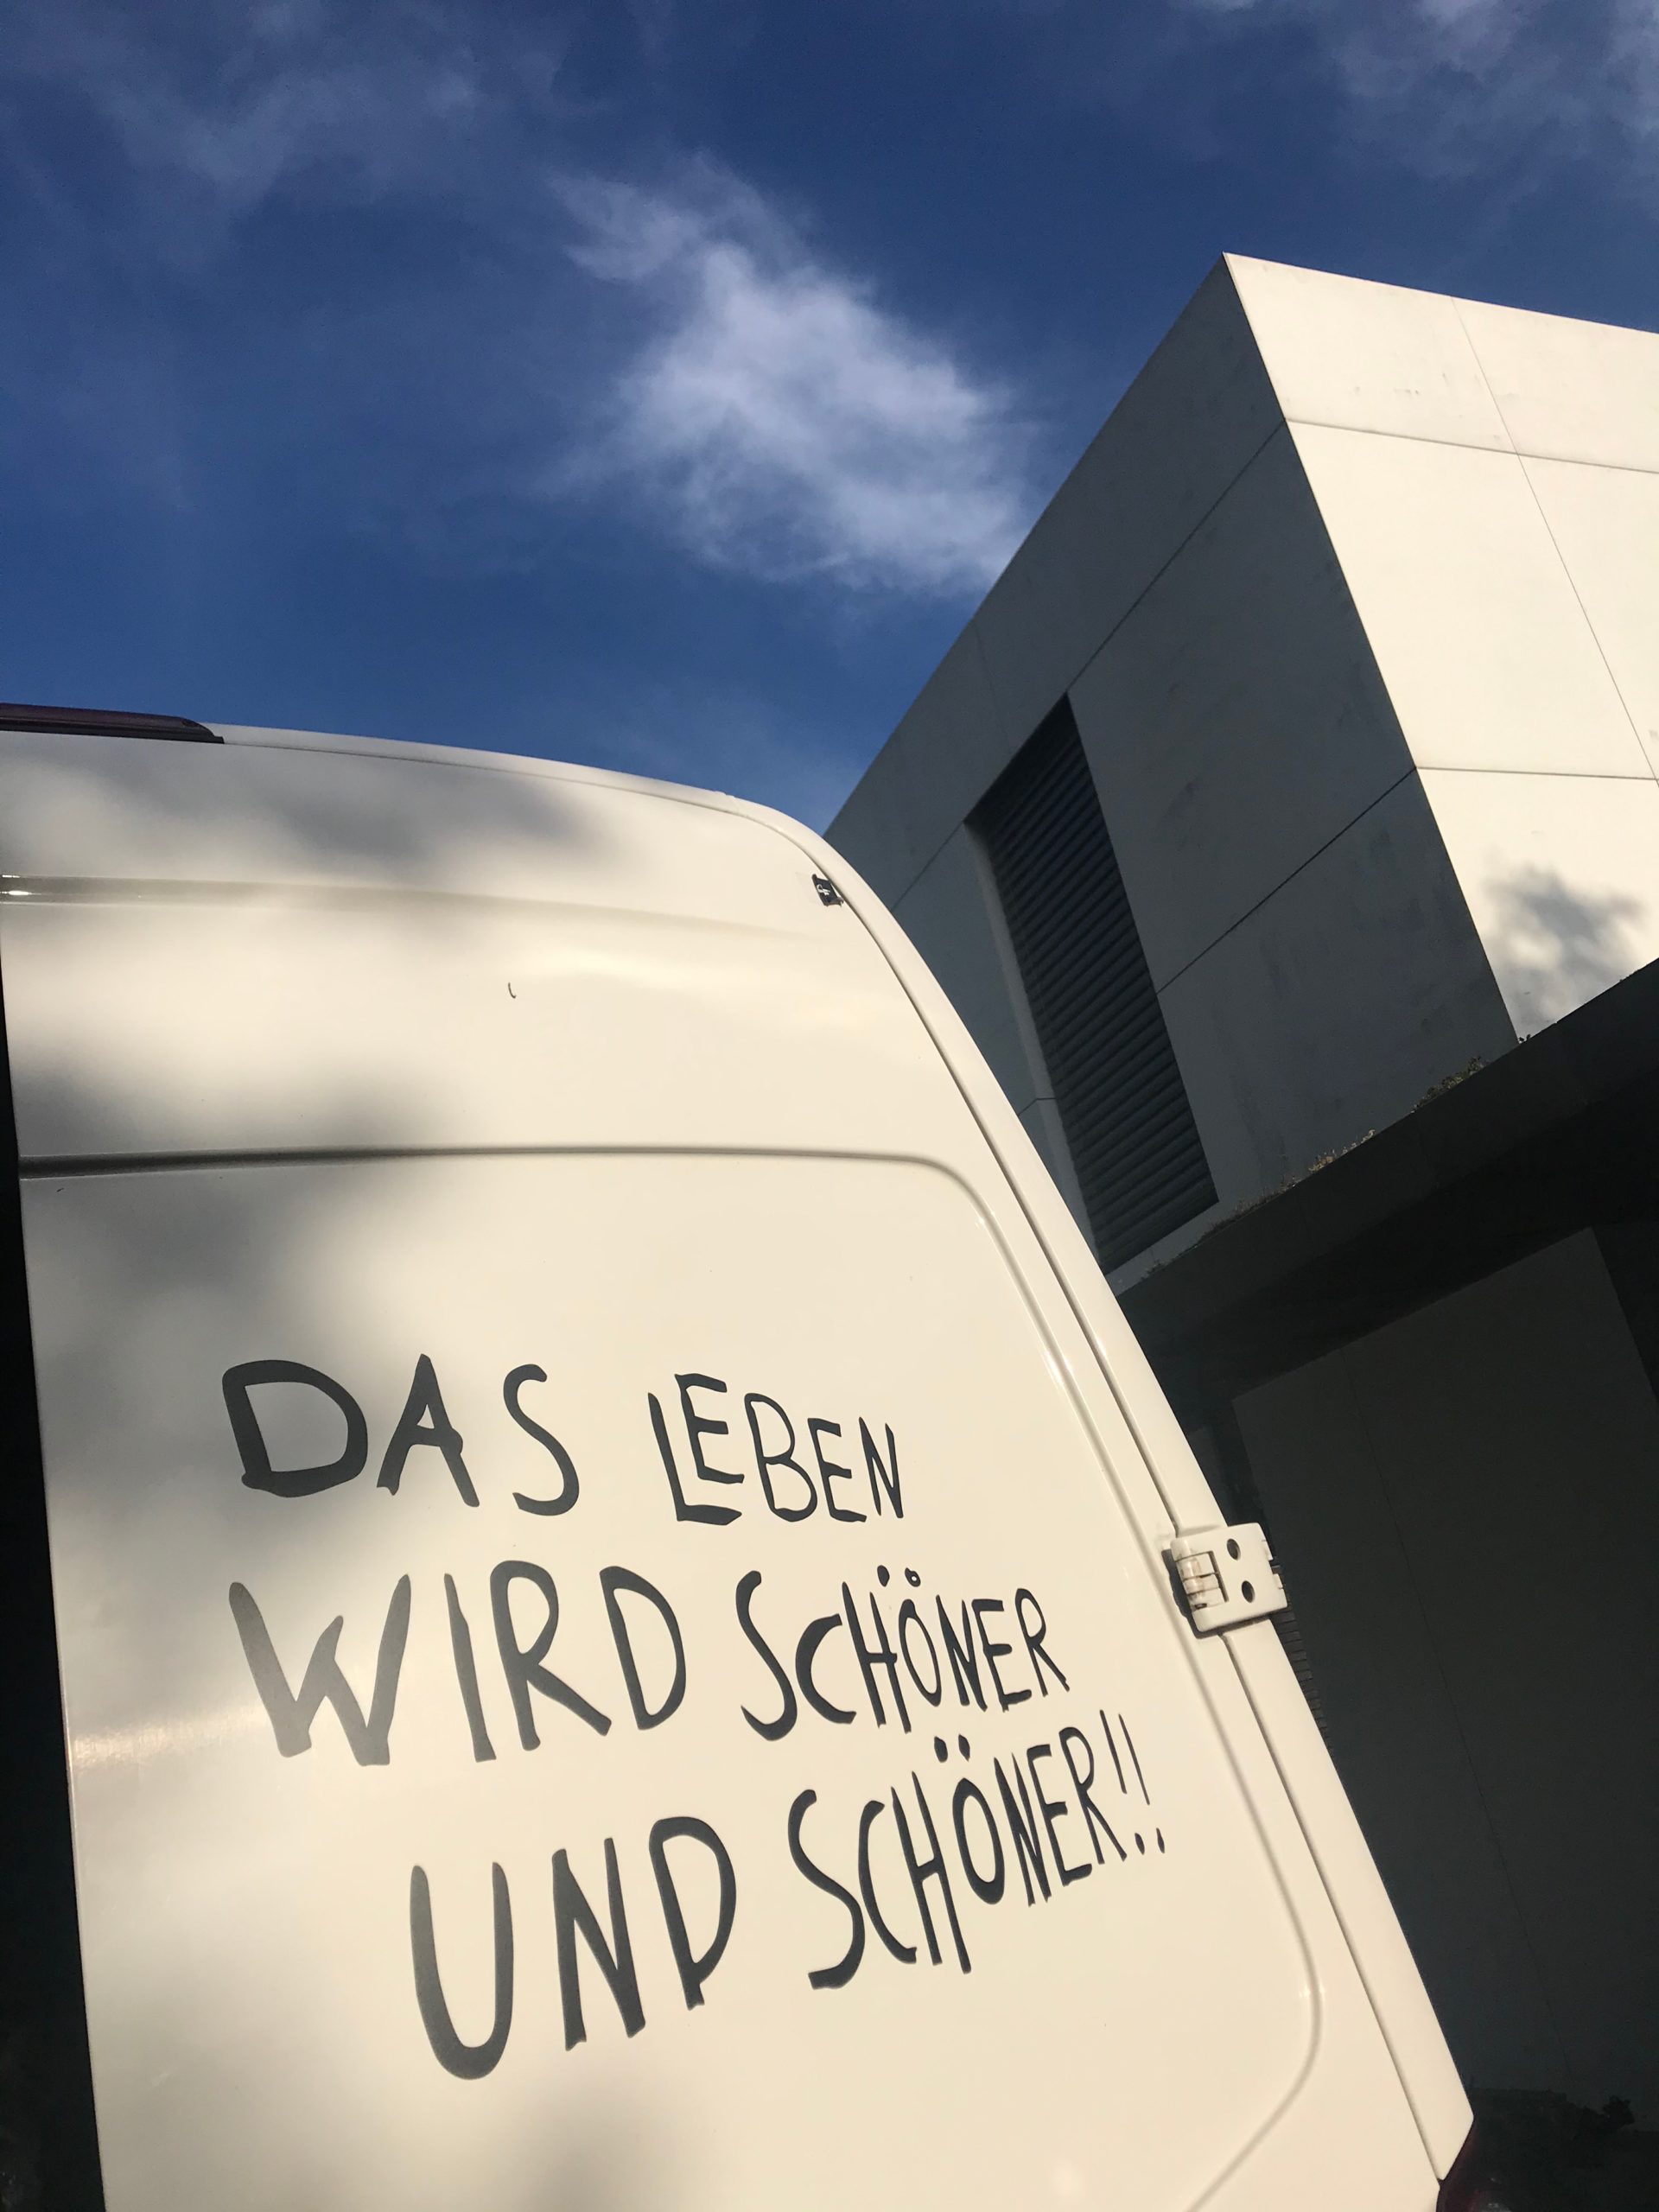 DAS LEBEN
WIRD SCHÖNER
UND SCHÖNER!!